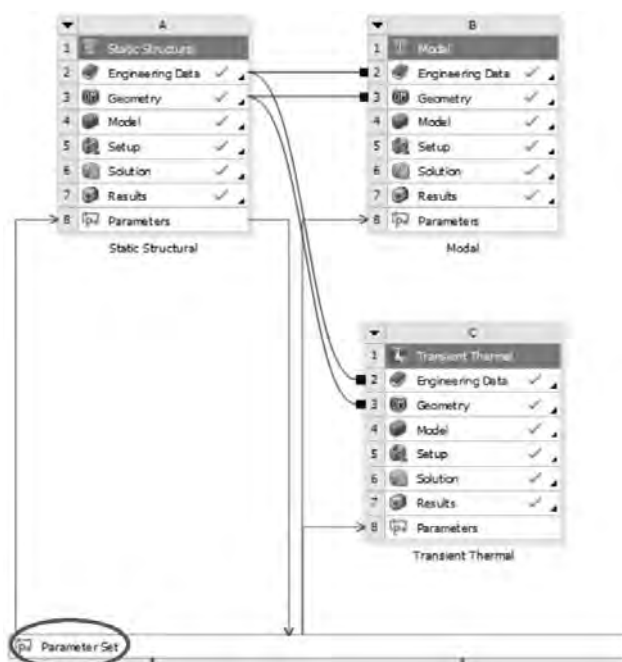 A
1 Static Structural
2 Engineering Data
3 Geometry
4 Model
5 Setup
6 Solution
7 Results
8 Parameters
Static Structural
B
1 Modal
2 Engineering Data
3 Geometry
4 Model
5 Setup
6 Solution
7 Results
8 Parameters
Modal
C
1 Transient Thermal
2 Engineering Data
3 Geometry
4 Model
5 Setup
6 Solution
7 Results
8 Parameters
Transient Thermal
Parameter Set